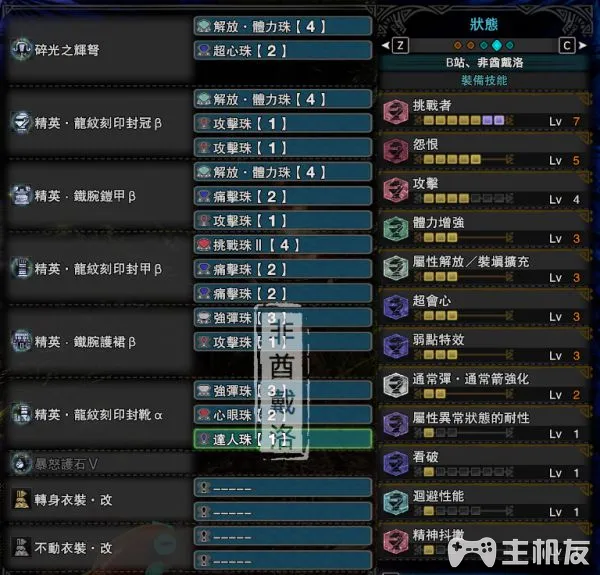 碎光之輝弩
解放・體力珠【4】
超心珠【2】
精英・龍紋刻印封冠β
解放・體力珠【4】
攻擊珠【1】
攻擊珠【1】
精英・鐵腕鎧甲β
解放・體力珠【4】
痛擊珠【2】
攻擊珠【1】
精英・龍紋刻印封甲β
挑戰珠Ⅱ【4】
痛擊珠【2】
痛擊珠【2】
精英・鐵腕護裙β
強彈珠【3】
攻擊珠【1】
精英・龍紋刻印封靴α
強彈珠【3】
心眼珠【2】
達人珠【1】
暴怒護石Ⅴ
轉身衣裝・改
-----
-----
不動衣裝・改
-----
-----
狀態
Z
C
B站、非酋戴洛
裝備技能
挑戰者
Lv 7
怨恨
Lv 5
攻擊
Lv 4
體力增強
Lv 3
屬性解放／裝填擴充
Lv 3
超會心
Lv 3
弱點特效
Lv 3
通常彈・通常箭強化
Lv 2
屬性異常狀態的耐性
Lv 1
看破
Lv 1
迴避性能
Lv 1
精神抖擻
非酋戴洛
主机友